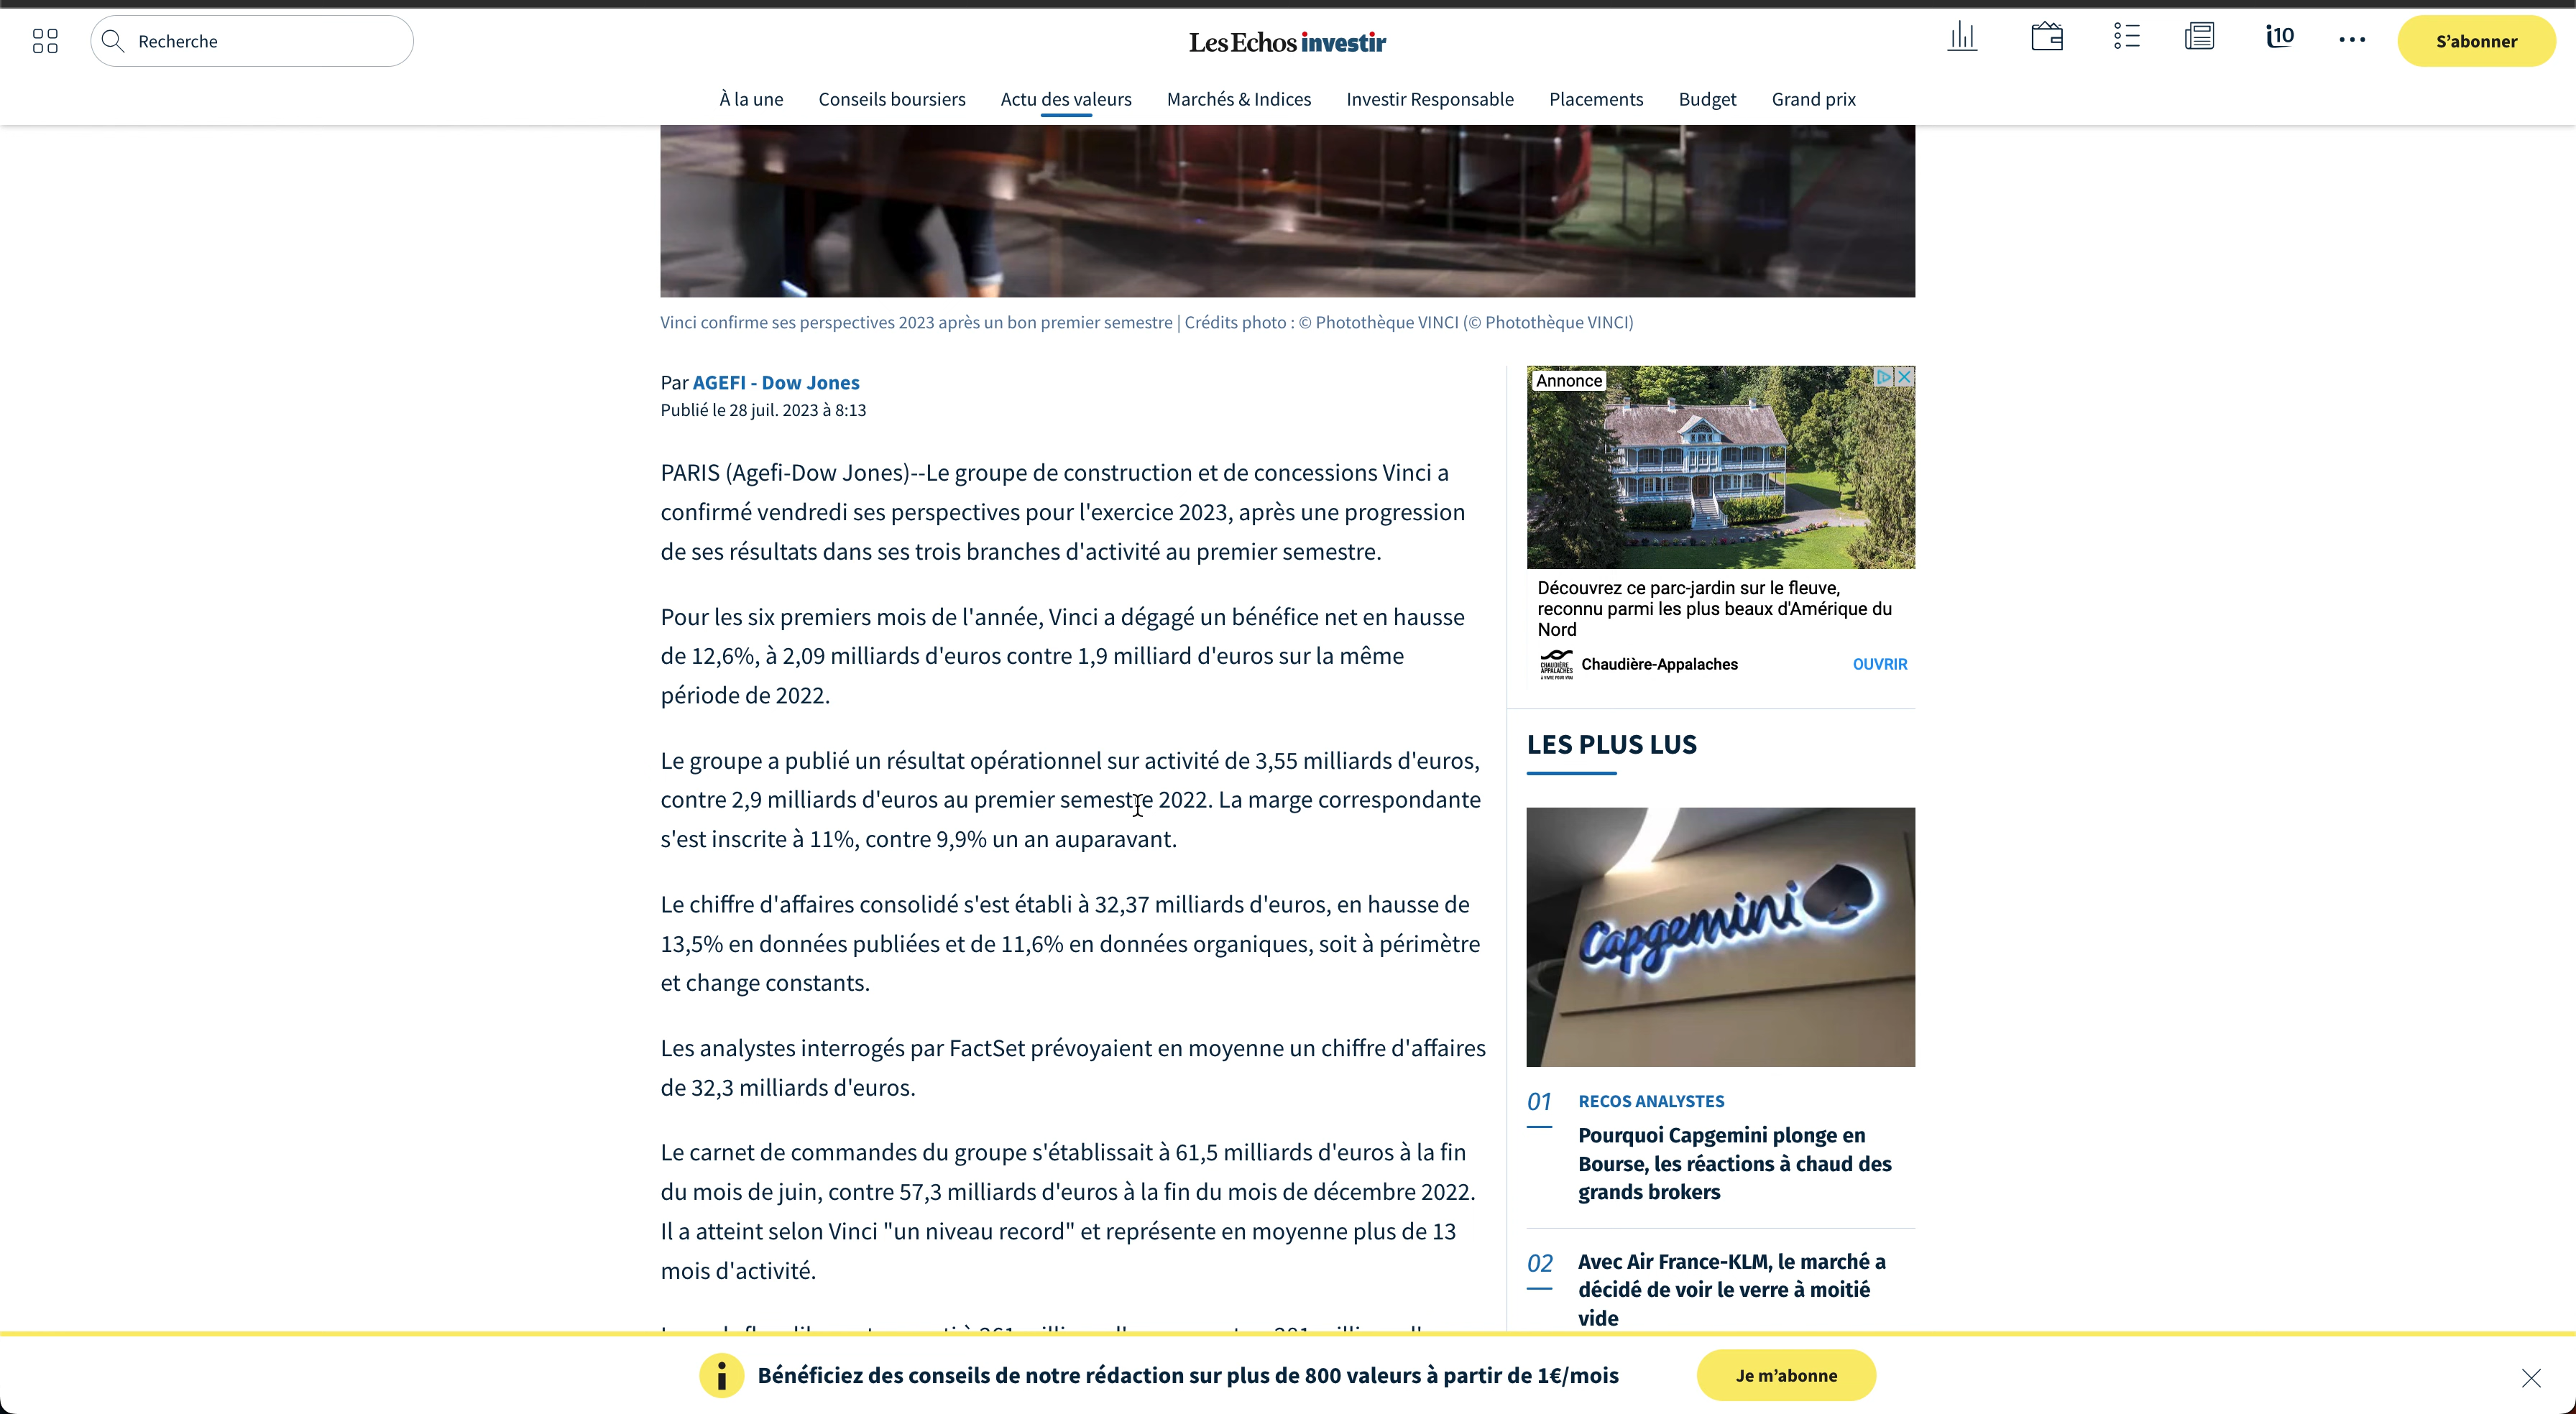 Recherche
Les Echos investir
i10
S'abonner
À la une
Conseils boursiers
Actu des valeurs
Marchés & Indices
Investir Responsable
Placements
Budget
Grand prix
Vinci confirme ses perspectives 2023 après un bon premier semestre | Crédits photo : © Photothèque VINCI (© Photothèque VINCI)
Par AGEFI - Dow Jones
Publié le 28 juil. 2023 à 8:13
PARIS (Agefi-Dow Jones)--Le groupe de construction et de concessions Vinci a
confirmé vendredi ses perspectives pour l'exercice 2023, après une progression
de ses résultats dans ses trois branches d'activité au premier semestre.
Pour les six premiers mois de l'année, Vinci a dégagé un bénéfice net en hausse
de 12,6%, à 2,09 milliards d'euros contre 1,9 milliard d'euros sur la même
période de 2022.
Le groupe a publié un résultat opérationnel sur activité de 3,55 milliards d'euros,
contre 2,9 milliards d'euros au premier semestre 2022. La marge correspondante
s'est inscrite à 11%, contre 9,9% un an auparavant.
Le chiffre d'affaires consolidé s'est établi à 32,37 milliards d'euros, en hausse de
13,5% en données publiées et de 11,6% en données organiques, soit à périmètre
et change constants.
Les analystes interrogés par FactSet prévoyaient en moyenne un chiffre d'affaires
de 32,3 milliards d'euros.
Le carnet de commandes du groupe s'établissait à 61,5 milliards d'euros à la fin
du mois de juin, contre 57,3 milliards d'euros à la fin du mois de décembre 2022.
Il a atteint selon Vinci "un niveau record" et représente en moyenne plus de 13
mois d'activité.
Annonce
Découvrez ce parc-jardin sur le fleuve,
reconnu parmi les plus beaux d'Amérique du
Nord
CHAUDIÈRE
APPALACHES
Chaudière-Appalaches
OUVRIR
LES PLUS LUS
Capgemini
01
RECOS ANALYSTES
Pourquoi Capgemini plonge en
Bourse, les réactions à chaud des
grands brokers
02
Avec Air France-KLM, le marché a
décidé de voir le verre à moitié
vide
Bénéficiez des conseils de notre rédaction sur plus de 800 valeurs à partir de 1€/mois
Je m'abonne